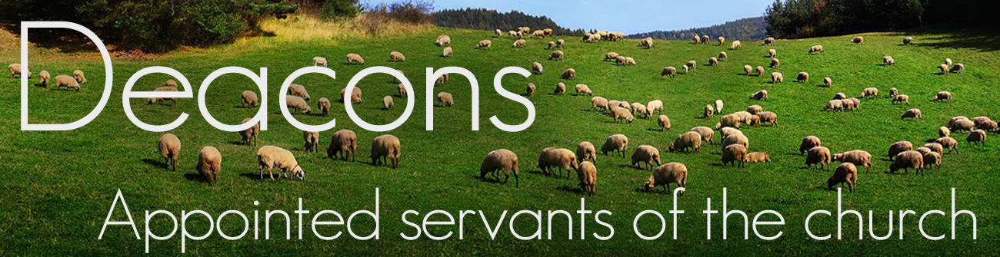 Deacons
Appointed servants of the church